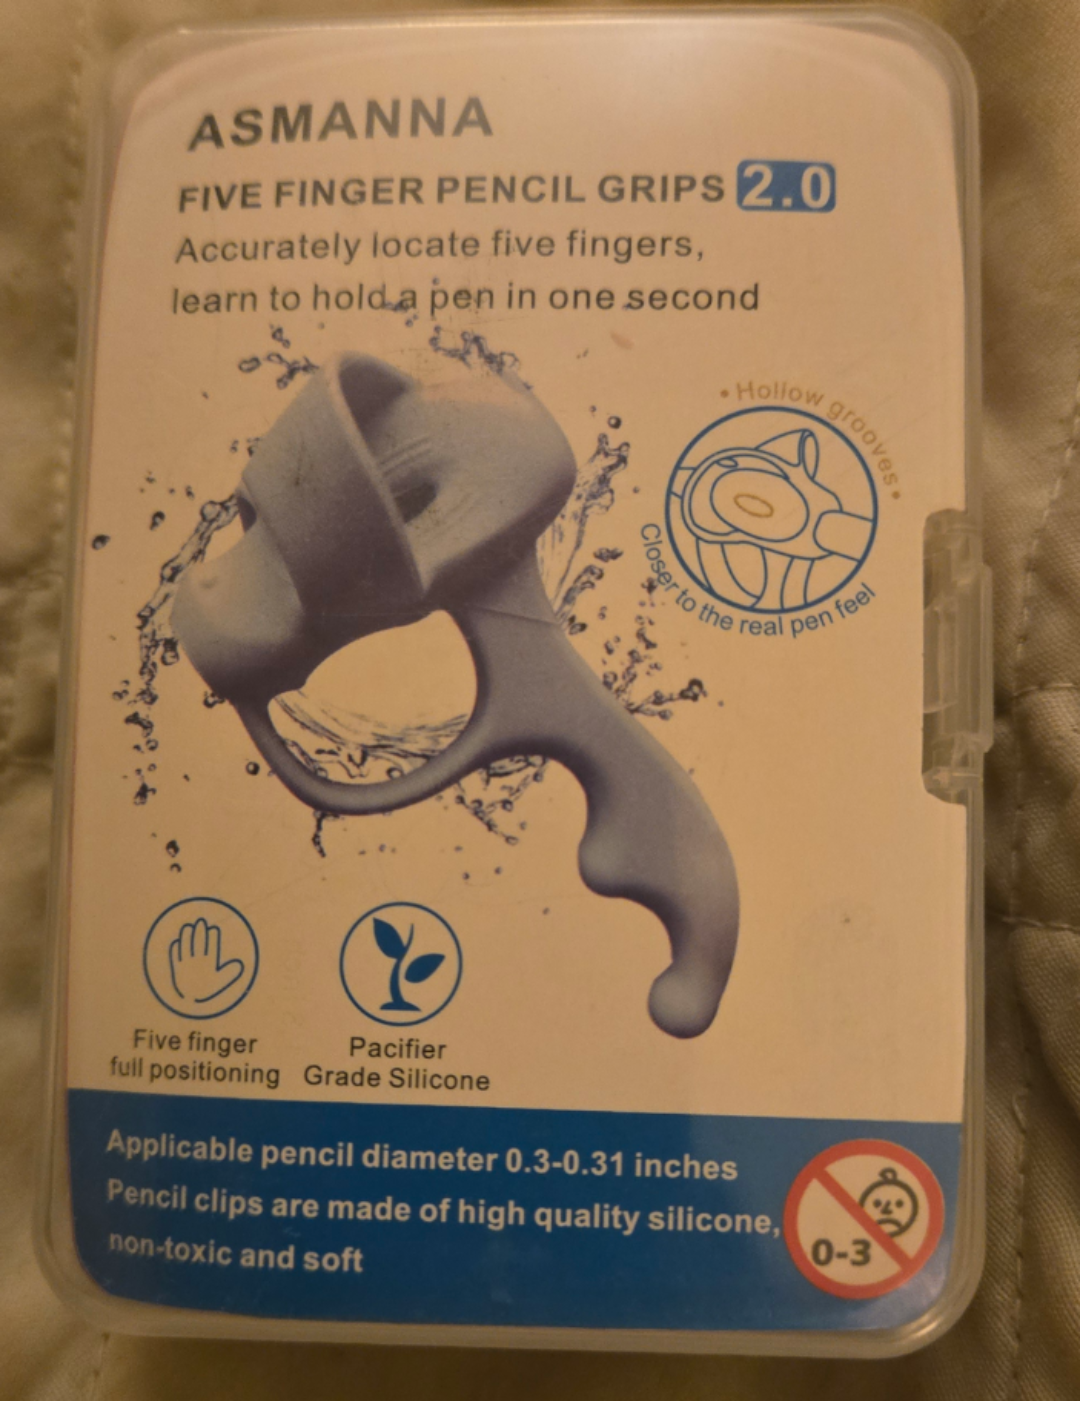 ASMANNA
FIVE FINGER PENCIL GRIPS 2.0
Accurately locate five fingers,
learn to hold a pen in one second
• Hollow grooves •
Closer to the real pen feel
Five finger
full positioning
Pacifier
Grade Silicone
Applicable pencil diameter 0.3-0.31 inches
Pencil clips are made of high quality silicone,
non-toxic and soft
0-3